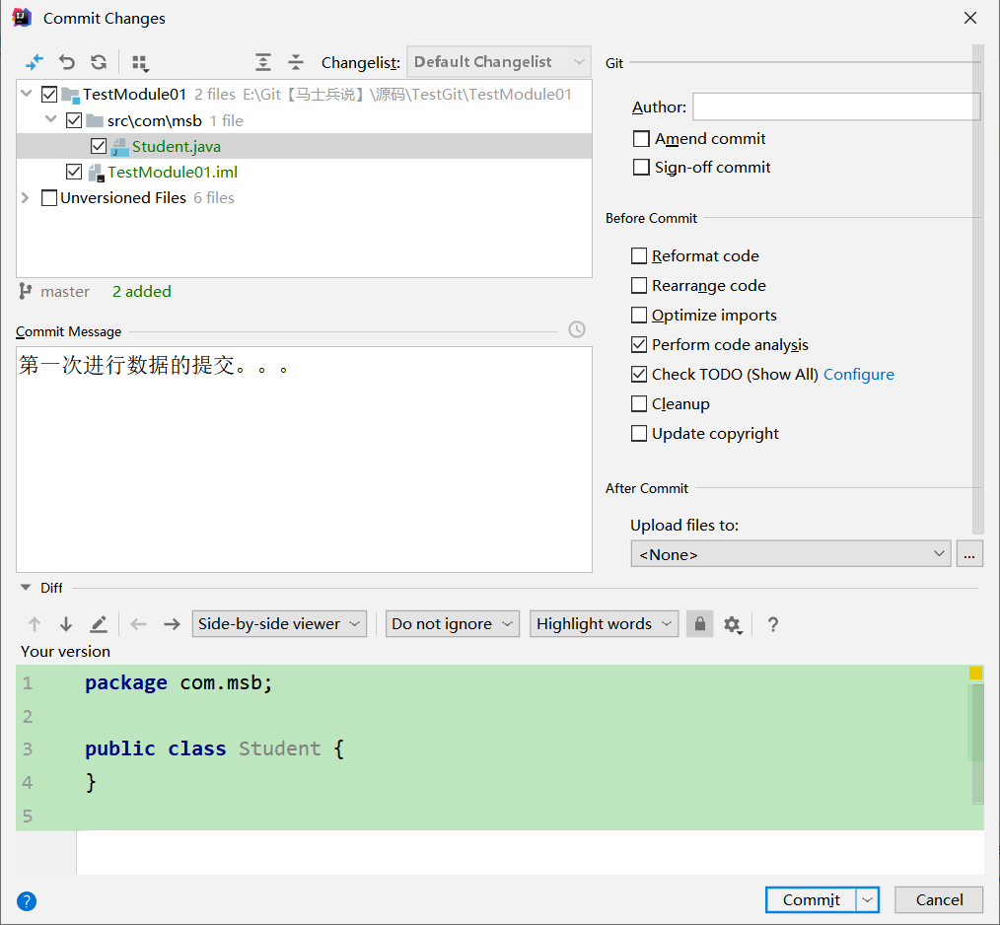 Commit Changes
Changelist: Default Changelist
TestModule01 2 files E:\Git【马士兵说】\源码\TestGit\TestModule01
src\com\msb 1 file
Student.java
TestModule01.iml
Unversioned Files 6 files
master 2 added
Commit Message
第一次进行数据的提交。。。
Git
Author:
Amend commit
Sign-off commit
Before Commit
Reformat code
Rearrange code
Optimize imports
Perform code analysis
Check TODO (Show All) Configure
Cleanup
Update copyright
After Commit
Upload files to:
<None> ...
Diff
Side-by-side viewer Do not ignore Highlight words ?
Your version
1 package com.msb;
2
3 public class Student {
4 }
5
? Commit Cancel